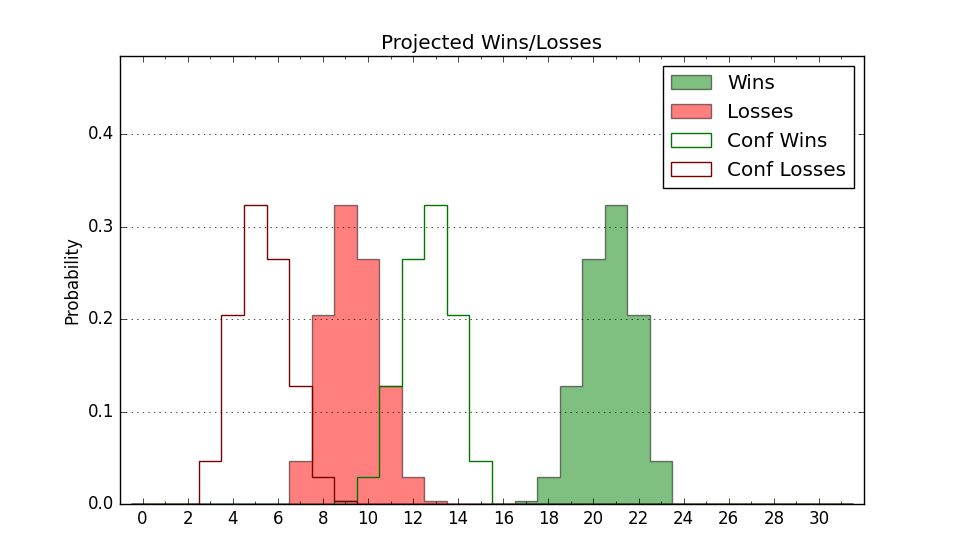 Projected Wins/Losses
Wins
Losses
Conf Wins
Conf Losses
Probability
0.4
0.3
0.2
0.1
0.0
0 2 4 6 8 10 12 14 16 18 20 22 24 26 28 30